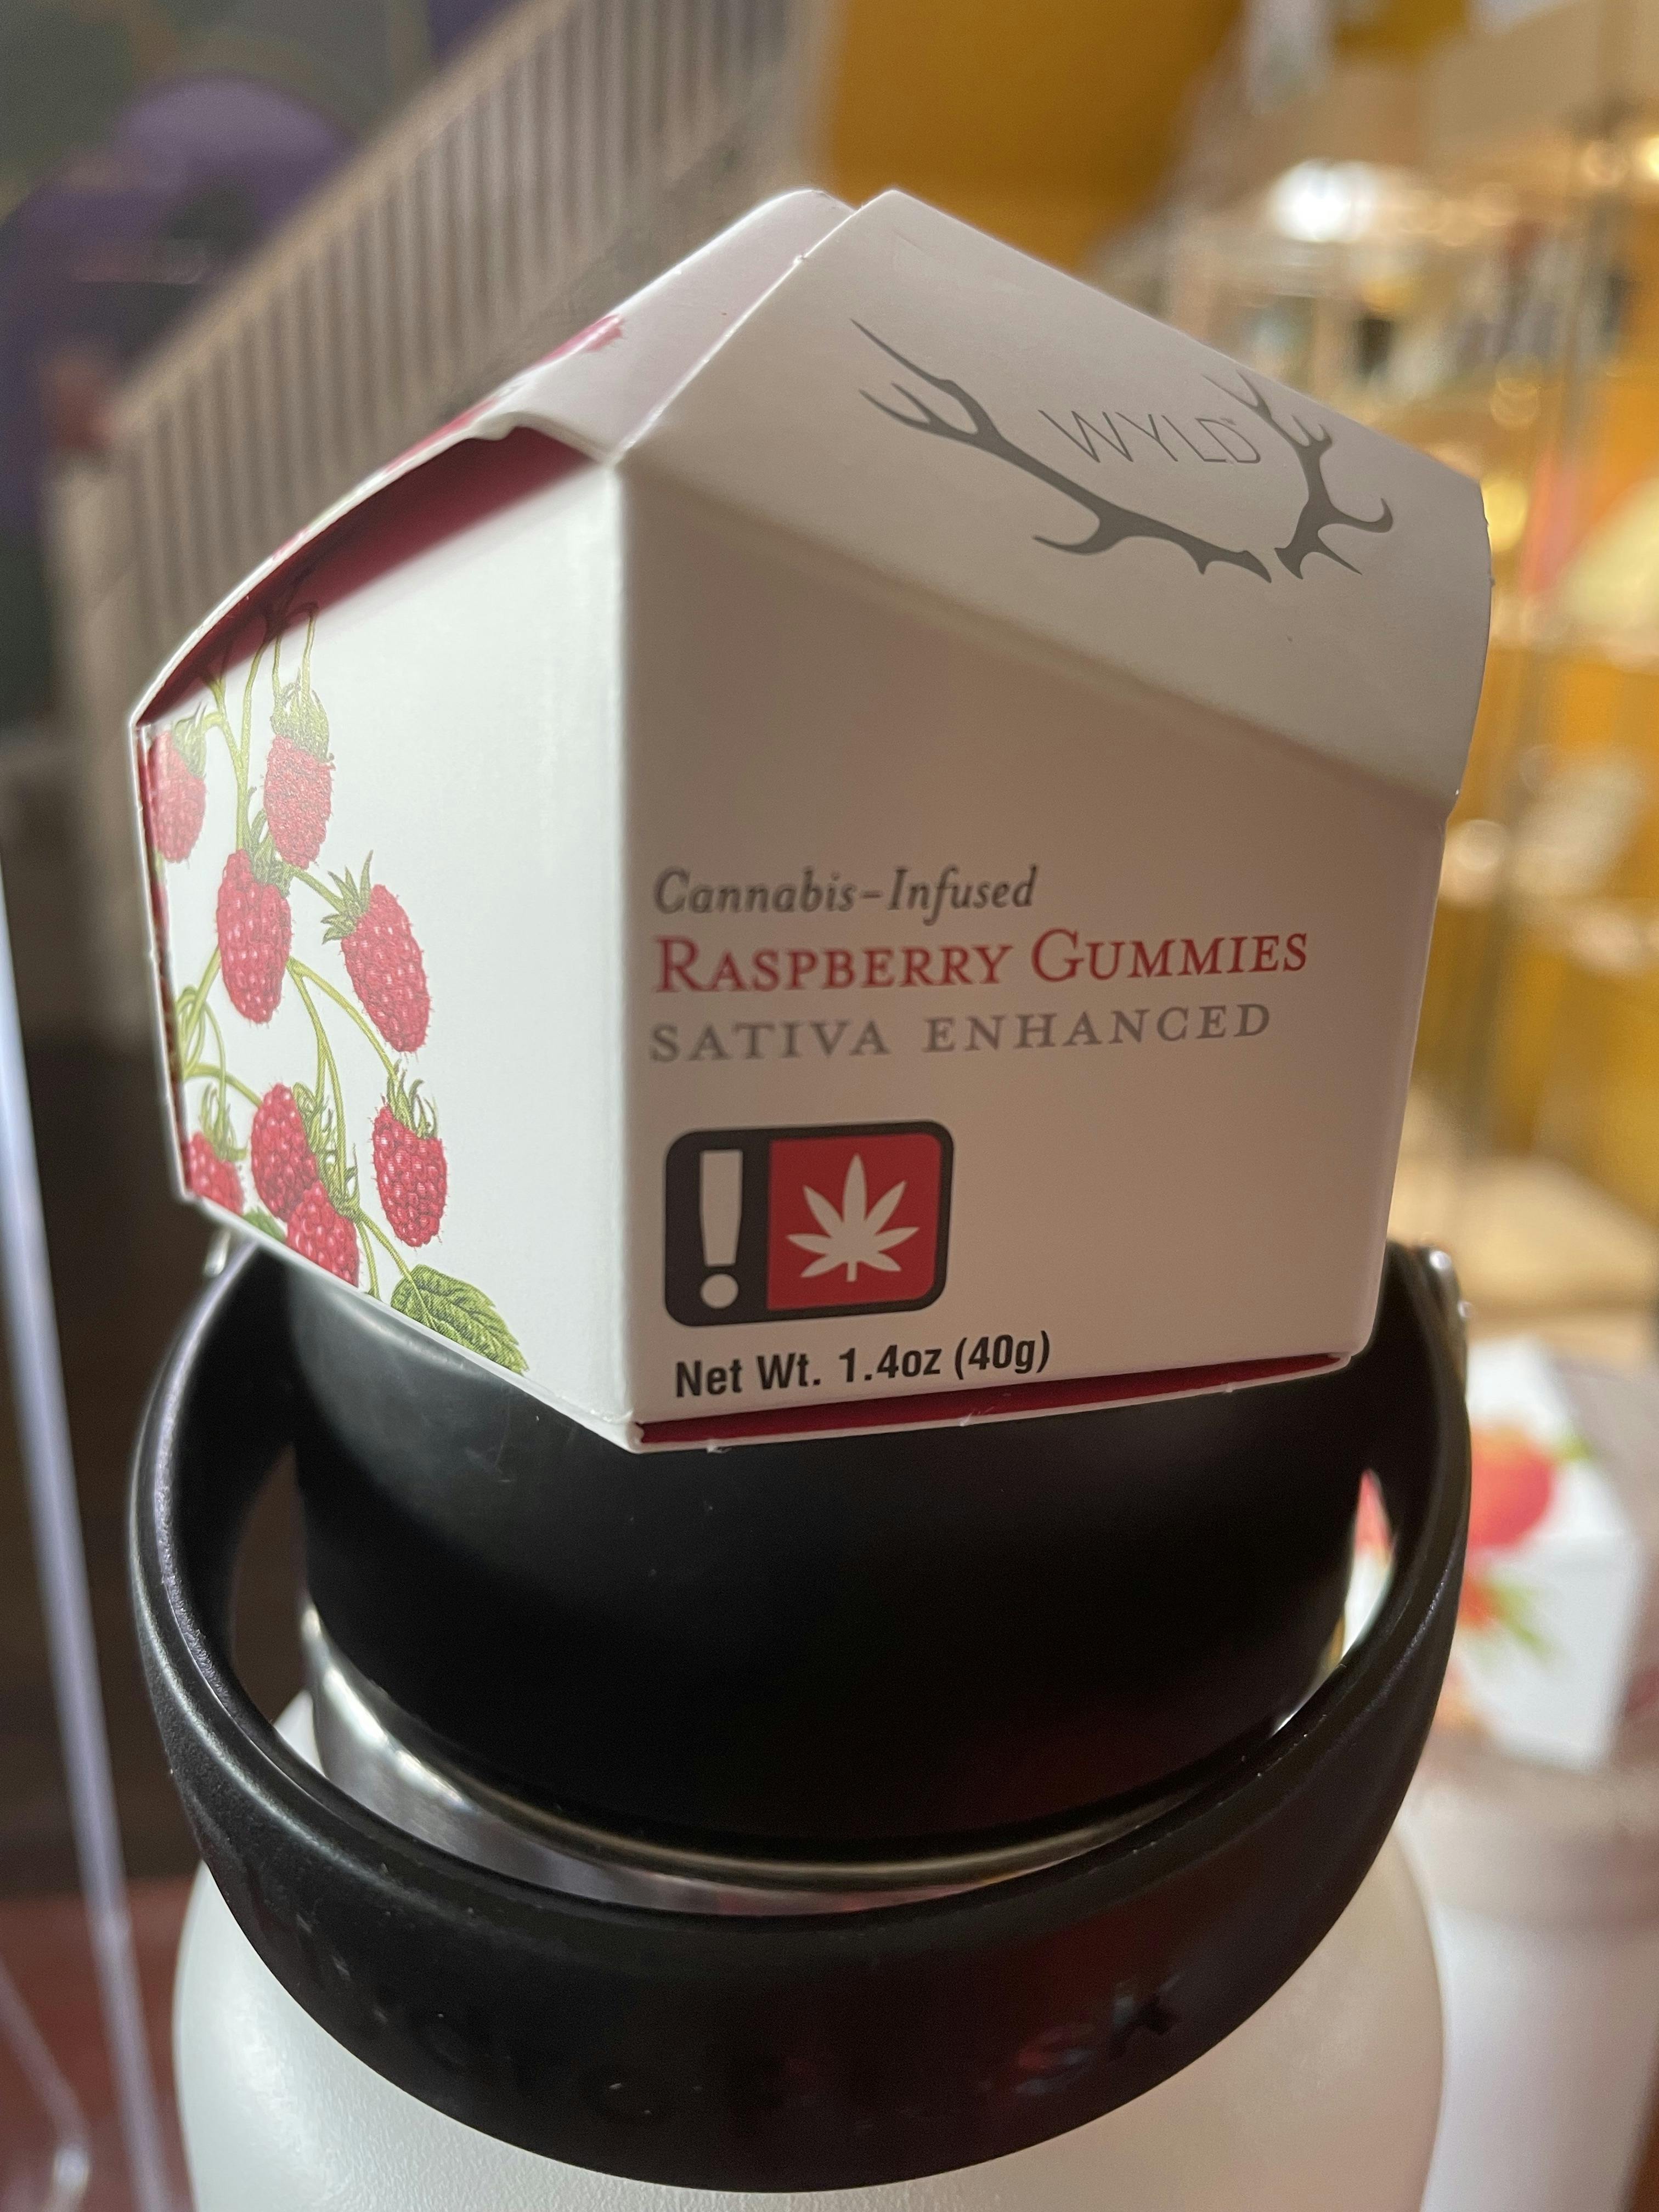 WYLD
Cannabis-Infused
RASPBERRY GUMMIES
SATIVA ENHANCED
!
Net Wt. 1.4oz (40g)